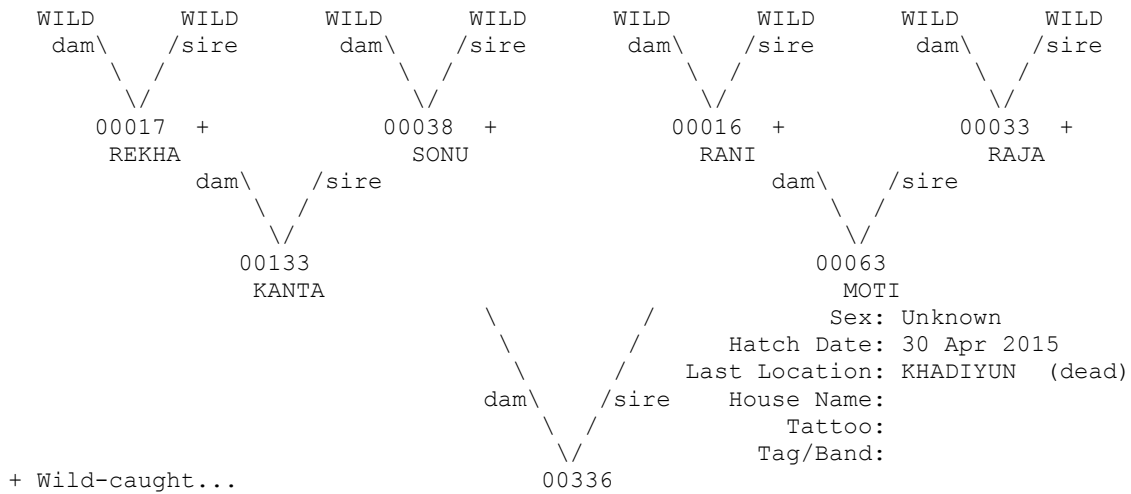 WILD WILD WILD WILD WILD WILD WILD WILD
dam\ /sire dam\ /sire dam\ /sire dam\ /sire
\ / \ / \ / \ /
\/ \/ \/ \/
00017 + 00038 + 00016 + 00033 +
REKHA SONU RANI RAJA
dam\ /sire dam\ /sire
\ / \ /
\/ \/
00133 00063
KANTA MOTI
\ / Sex: Unknown
\ / Hatch Date: 30 Apr 2015
\ / Last Location: KHADIYUN (dead)
dam\ /sire House Name:
\ / Tattoo:
\/ Tag/Band:
+ Wild-caught... 00336